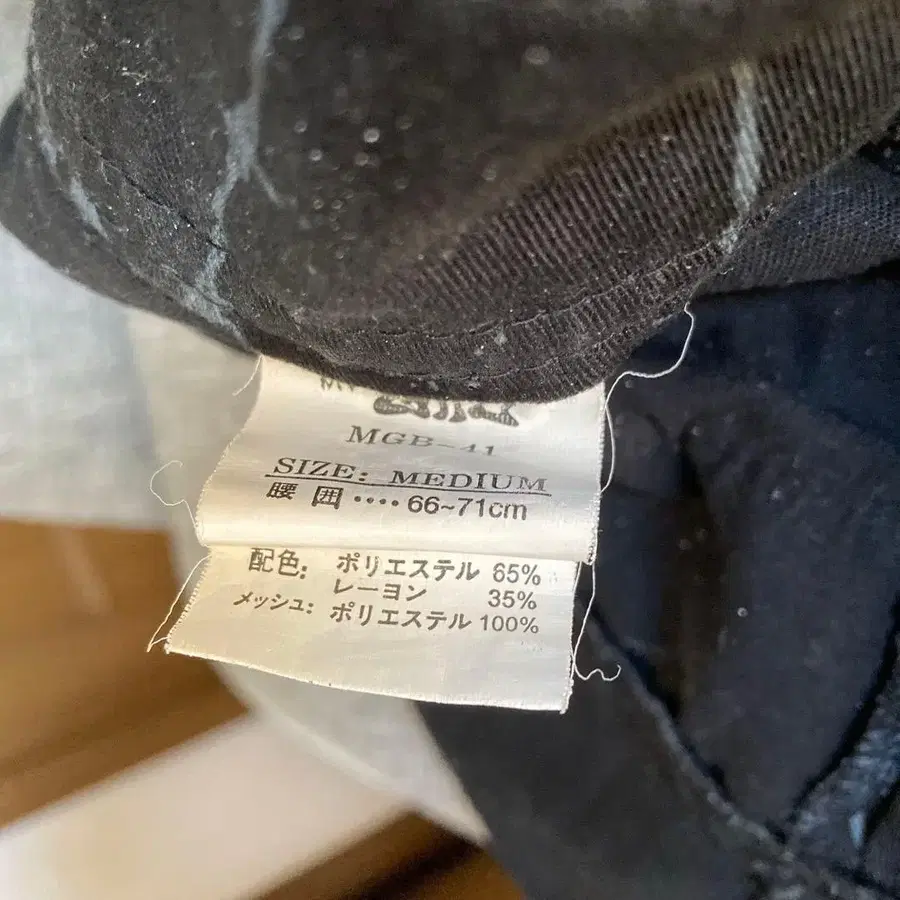 MGB-41
SIZE: MEDIUM
腰囲‥‥66~71cm
配色: ポリエステル 65%
レーヨン 35%
メッシュ: ポリエステル 100%